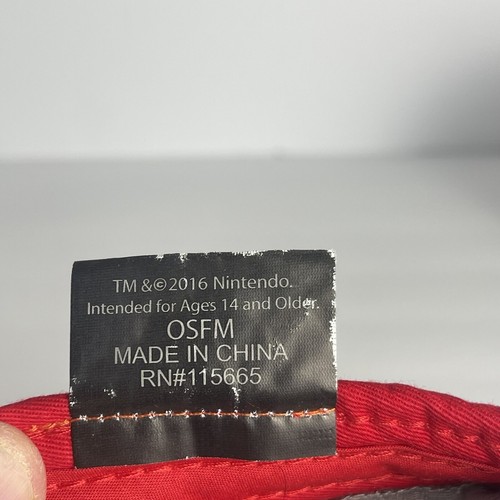 TM &©2016 Nintendo.
Intended for Ages 14 and Older.
OSFM
MADE IN CHINA
RN#115665